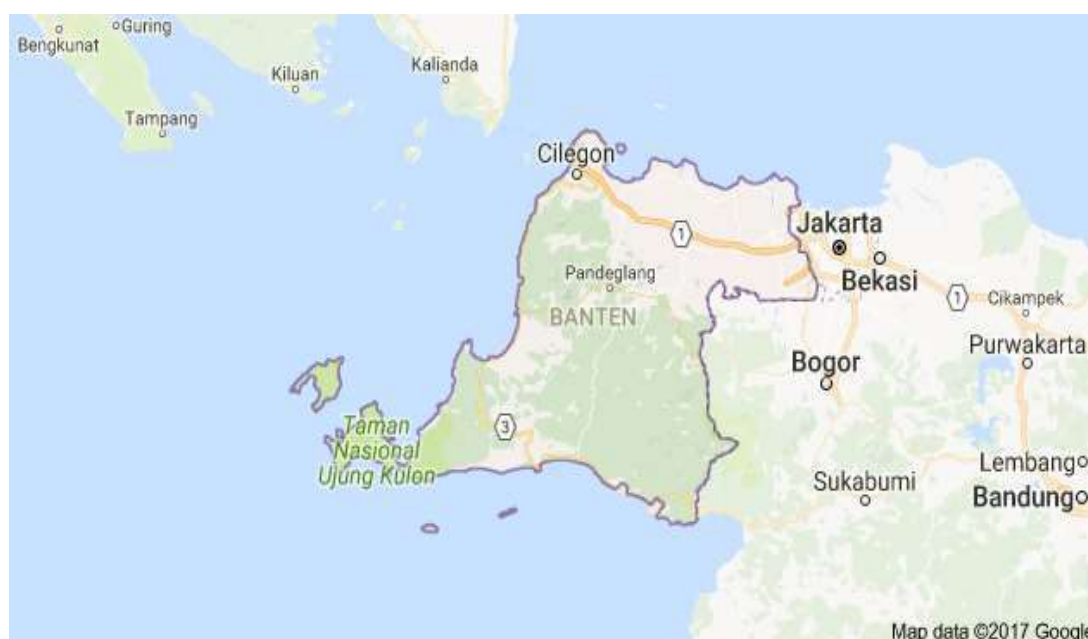 Guring
Bengkunat
Kiluan
Kalianda
Tampang
Cilegon
1
Jakarta
Bekasi
Pandeglang
1
Cikampek
BANTEN
Purwakarta
Bogor
Taman
Nasional
Ujung Kulon
3
Lembang
Sukabumi
Bandung
Map data ©2017 Google